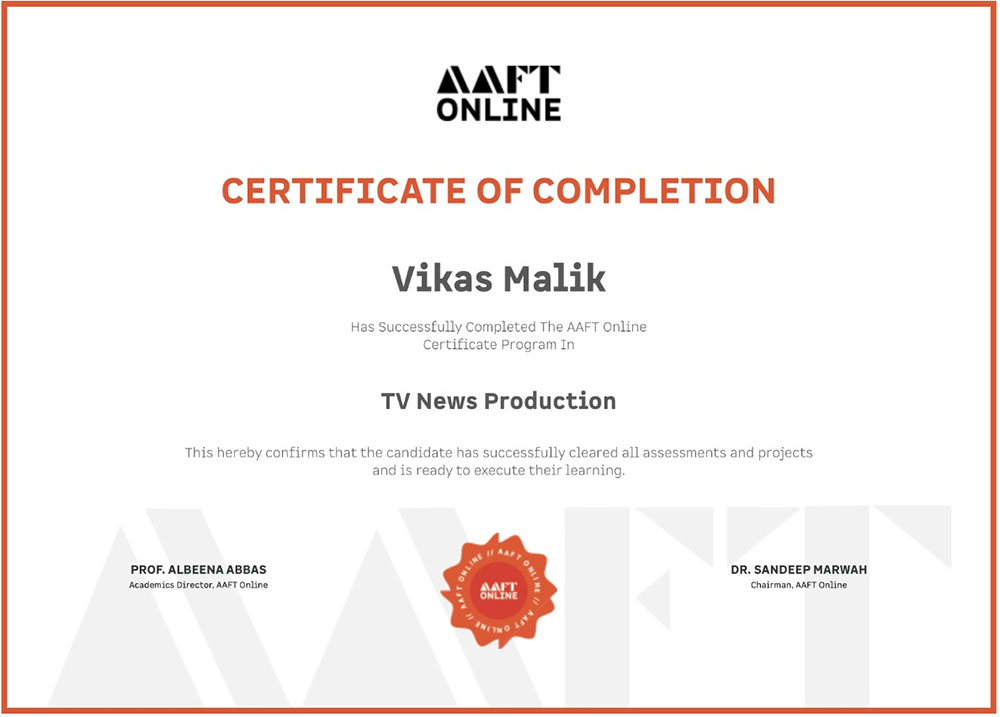 AAFT
ONLINE
CERTIFICATE OF COMPLETION
Vikas Malik
Has Successfully Completed The AAFT Online
Certificate Program In
TV News Production
This hereby confirms that the candidate has successfully cleared all assessments and projects
and is ready to execute their learning.
PROF. ALBEENA ABBAS
Academics Director, AAFT Online
// AAFT ONLINE // AAFT ONLINE // AAFT ONLINE
AAFT
ONLINE
DR. SANDEEP MARWAH
Chairman, AAFT Online
AAFT